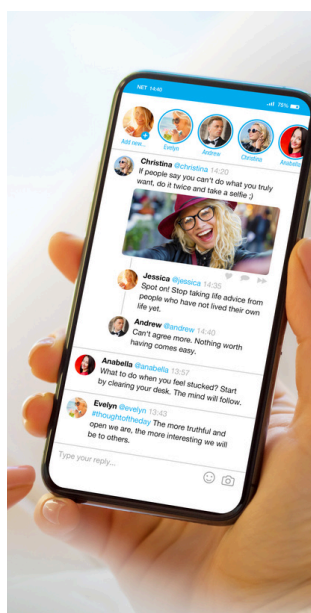 NET 14:40
75%
Add new...
Evelyn
Andrew
Christina
Anabella
Christina @christina 14:20
If people say you can't do what you truly
want, do it twice and take a selfie ;)
Jessica @jessica 14:35
Spot on! Stop taking life advice from
people who have not lived their own
life yet.
Andrew @andrew 14:40
Can't agree more. Nothing worth
having comes easy.
Anabella @anabella 13:57
What to do when you feel stucked? Start
by clearing your desk. The mind will follow.
Evelyn @evelyn 13:43
#thoughtoftheday The more truthful and
open we are, the more interesting we will
be to others.
Type your reply...